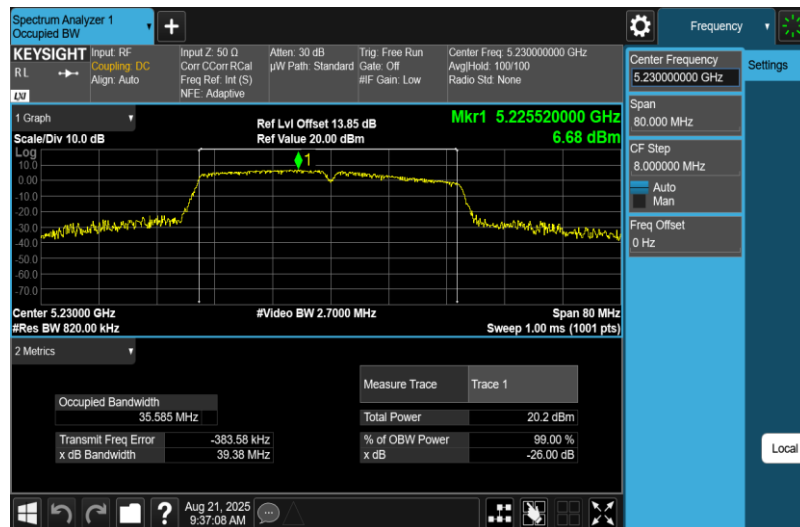 Spectrum Analyzer 1
Occupied BW
Frequency
KEYSIGHT
RL
LXI
Input: RF
Coupling: DC
Align: Auto
Input Z: 50 Ω
Corr CCorr RCal
Freq Ref: Int (S)
NFE: Adaptive
Atten: 30 dB
µW Path: Standard
Trig: Free Run
Gate: Off
#IF Gain: Low
Center Freq: 5.230000000 GHz
Avg|Hold: 100/100
Radio Std: None
Center Frequency
5.230000000 GHz
Settings
Span
80.000 MHz
CF Step
8.000000 MHz
Auto
Man
Freq Offset
0 Hz
Local
1 Graph
Scale/Div 10.0 dB
Ref Lvl Offset 13.85 dB
Ref Value 20.00 dBm
Mkr1 5.225520000 GHz
6.68 dBm
Log
1
10.0
0.00
-10.0
-20.0
-30.0
-40.0
-50.0
-60.0
-70.0
Center 5.23000 GHz
#Video BW 2.7000 MHz
Span 80 MHz
#Res BW 820.00 kHz
Sweep 1.00 ms (1001 pts)
2 Metrics
Measure Trace Trace 1
Occupied Bandwidth
35.585 MHz
Total Power 20.2 dBm
Transmit Freq Error -383.58 kHz
% of OBW Power 99.00 %
x dB Bandwidth 39.38 MHz
x dB -26.00 dB
?
Aug 21, 2025
9:37:08 AM